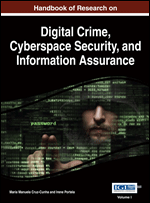 Handbook of Research on
Digital Crime,
Cyberspace Security, and
Information Assurance
Maria Manuela Cruz-Cunha and Irene Portela
IGI
Volume I